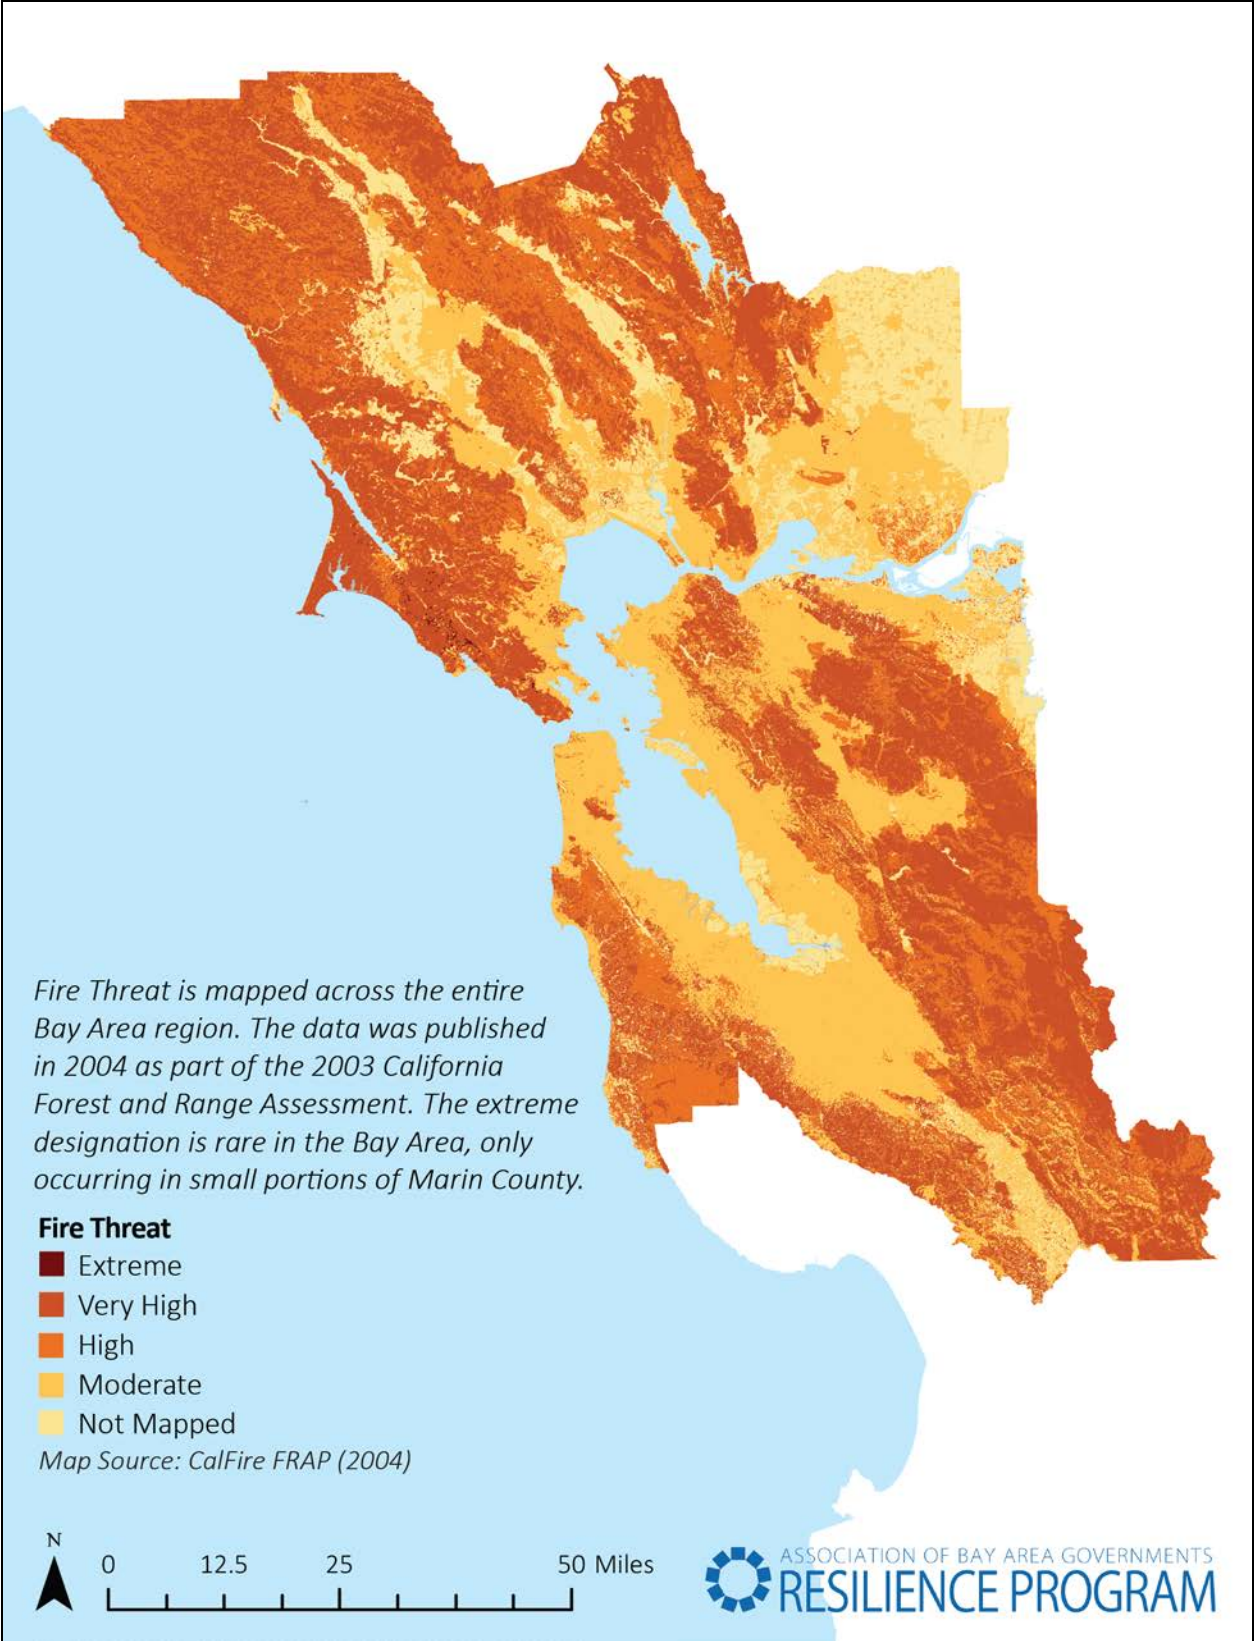 Fire Threat is mapped across the entire
Bay Area region. The data was published
in 2004 as part of the 2003 California
Forest and Range Assessment. The extreme
designation is rare in the Bay Area, only
occurring in small portions of Marin County.
Fire Threat
Extreme
Very High
High
Moderate
Not Mapped
Map Source: CalFire FRAP (2004)
N
0 12.5 25 50 Miles
ASSOCIATION OF BAY AREA GOVERNMENTS
RESILIENCE PROGRAM